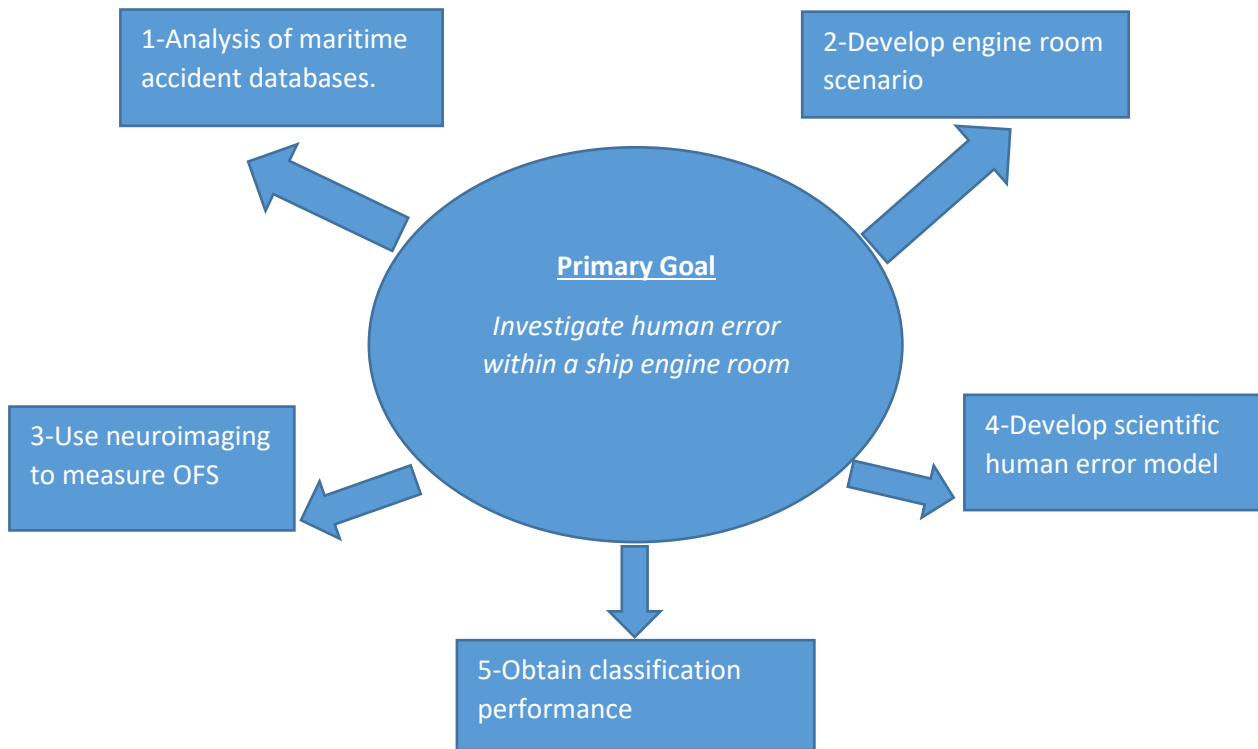 1-Analysis of maritime
accident databases.
2-Develop engine room
scenario
Primary Goal
Investigate human error
within a ship engine room
3-Use neuroimaging
to measure OFS
4-Develop scientific
human error model
5-Obtain classification
performance